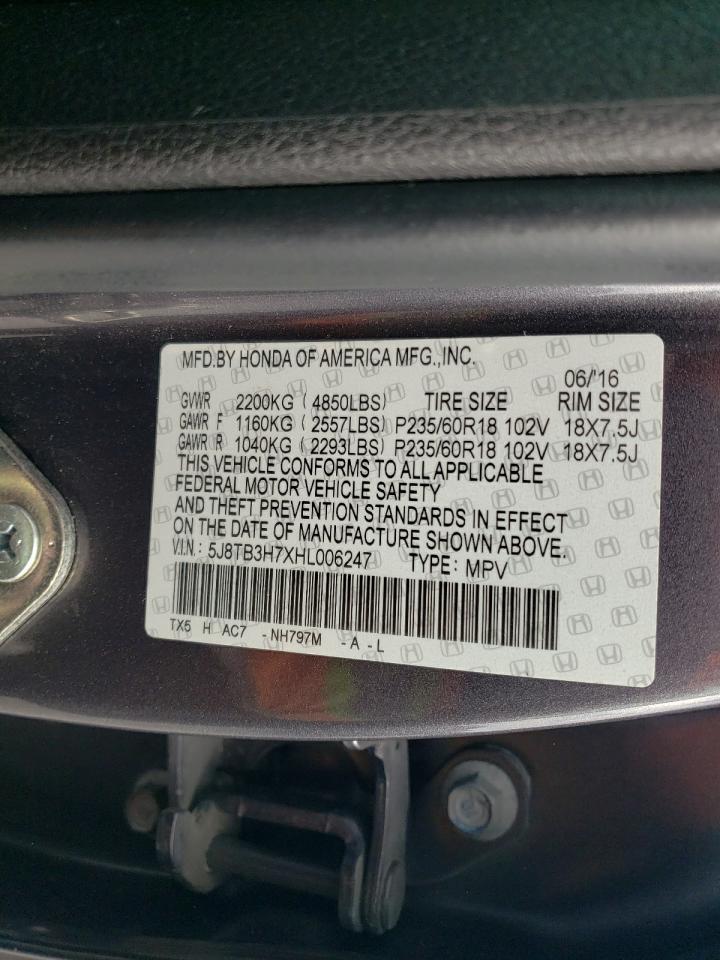 MFD.BY HONDA OF AMERICA MFG.,INC.
06/'16
GVWR 2200KG ( 4850LBS) TIRE SIZE RIM SIZE
GAWR F 1160KG ( 2557LBS) P235/60R18 102V 18X7.5J
GAWR R 1040KG ( 2293LBS) P235/60R18 102V 18X7.5J
THIS VEHICLE CONFORMS TO ALL APPLICABLE
FEDERAL MOTOR VEHICLE SAFETY
AND THEFT PREVENTION STANDARDS IN EFFECT
ON THE DATE OF MANUFACTURE SHOWN ABOVE.
V.I.N.: 5J8TB3H7XHL006247 TYPE: MPV
TX5 H AC7 -NH797M -A -L